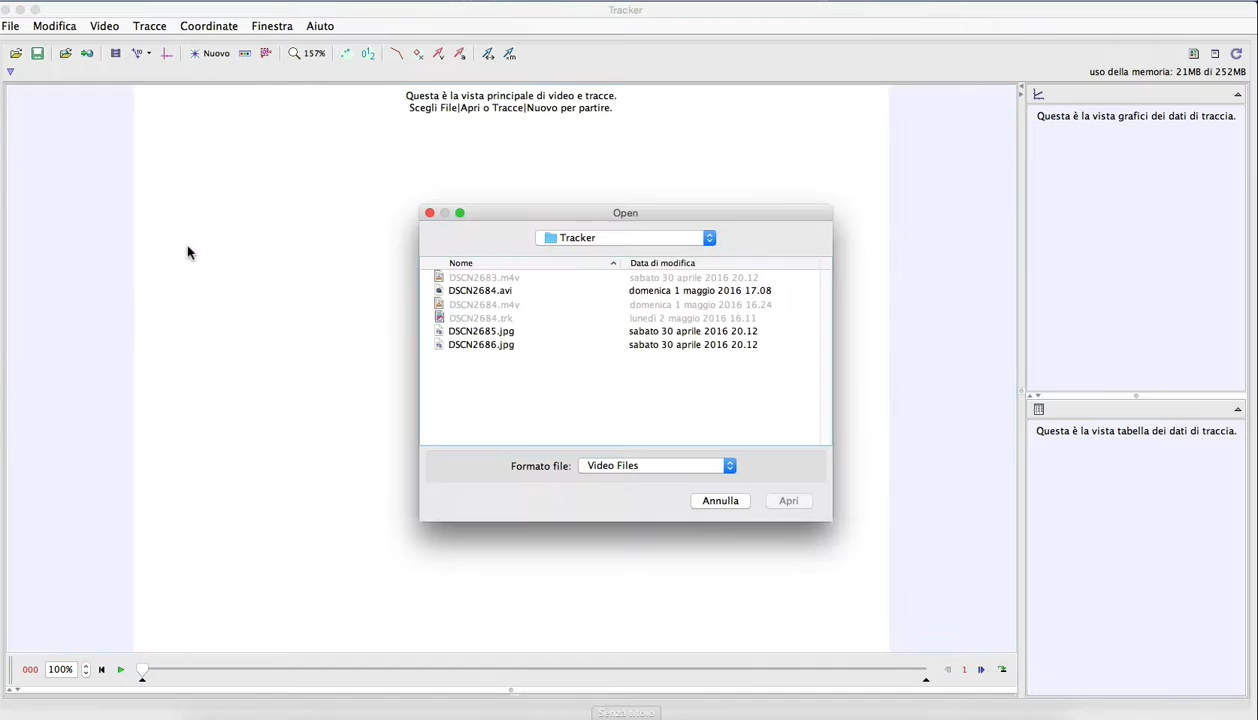 Tracker
File Modifica Video Tracce Coordinate Finestra Aiuto
Nuovo 157%
uso della memoria: 21MB di 252MB
Questa è la vista principale di video e tracce.
Scegli File|Apri o Tracce|Nuovo per partire.
Questa è la vista grafici dei dati di traccia.
Open
Tracker
Nome Data di modifica
DSCN2683.m4v sabato 30 aprile 2016 20.12
DSCN2684.avi domenica 1 maggio 2016 17.08
DSCN2684.m4v domenica 1 maggio 2016 16.24
DSCN2684.trk lunedì 2 maggio 2016 16.11
DSCN2685.jpg sabato 30 aprile 2016 20.12
DSCN2686.jpg sabato 30 aprile 2016 20.12
Formato file: Video Files
Annulla Apri
Questa è la vista tabella dei dati di traccia.
000 100% 1